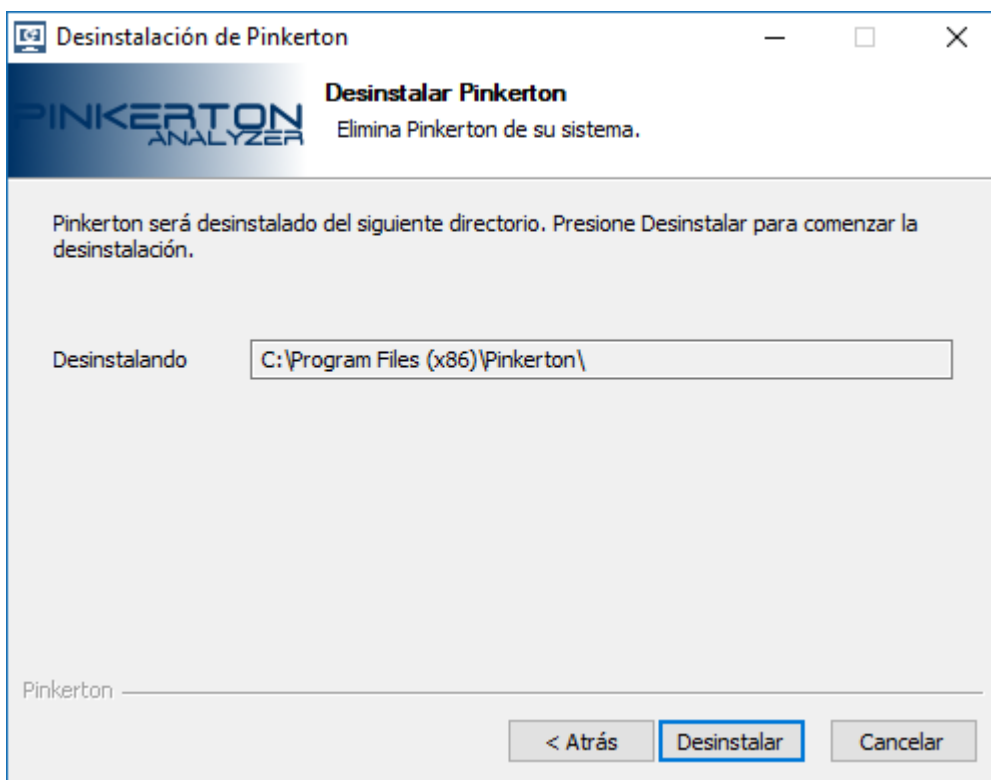 Desinstalación de Pinkerton
PINKERTON
ANALYZER
Desinstalar Pinkerton
Elimina Pinkerton de su sistema.
Pinkerton será desinstalado del siguiente directorio. Presione Desinstalar para comenzar la
desinstalación.
Desinstalando C:\Program Files (x86)\Pinkerton\
Pinkerton
< Atrás Desinstalar Cancelar